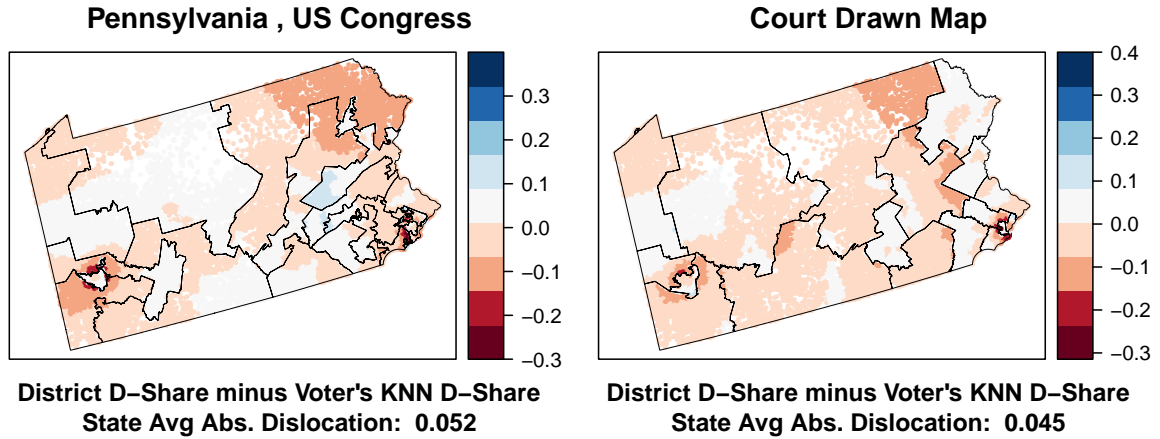 Pennsylvania , US Congress
0.3
0.2
0.1
0.0
−0.1
−0.2
−0.3
District D−Share minus Voter's KNN D−Share
State Avg Abs. Dislocation: 0.052
Court Drawn Map
0.4
0.3
0.2
0.1
0.0
−0.1
−0.2
−0.3
District D−Share minus Voter's KNN D−Share
State Avg Abs. Dislocation: 0.045